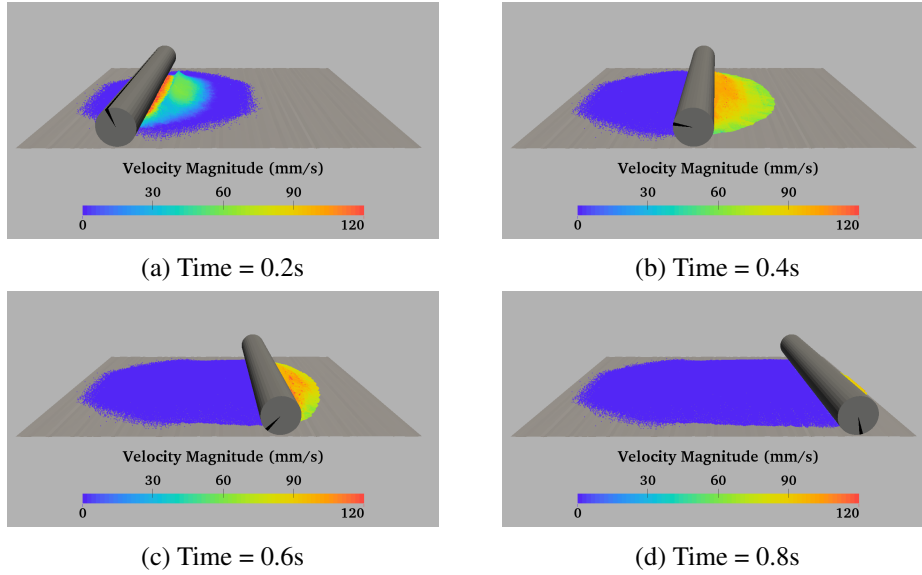 Velocity Magnitude (mm/s)
30 60 90
0 120
(a) Time = 0.2s
Velocity Magnitude (mm/s)
30 60 90
0 120
(b) Time = 0.4s
Velocity Magnitude (mm/s)
30 60 90
0 120
(c) Time = 0.6s
Velocity Magnitude (mm/s)
30 60 90
0 120
(d) Time = 0.8s